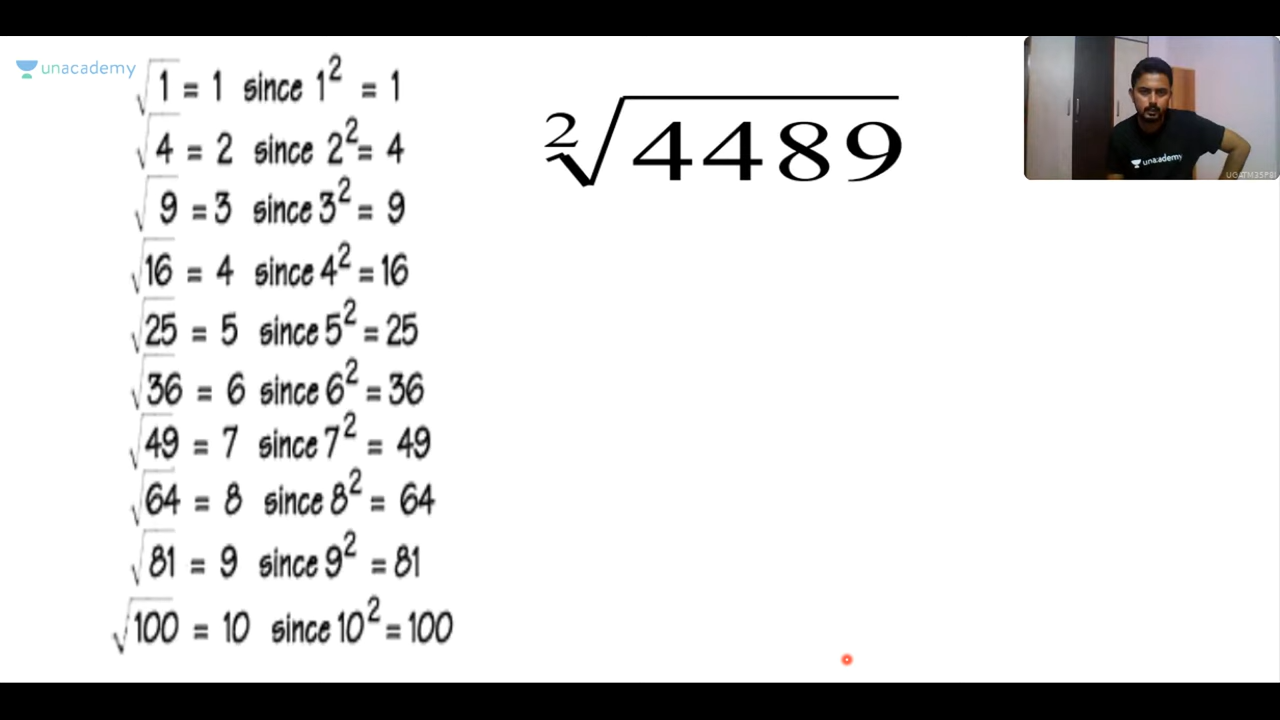 unacademy
√1 = 1 since 1² = 1
√4 = 2 since 2² = 4
√9 = 3 since 3² = 9
√16 = 4 since 4² = 16
√25 = 5 since 5² = 25
√36 = 6 since 6² = 36
√49 = 7 since 7² = 49
√64 = 8 since 8² = 64
√81 = 9 since 9² = 81
√100 = 10 since 10² = 100
²√4489
unacademy